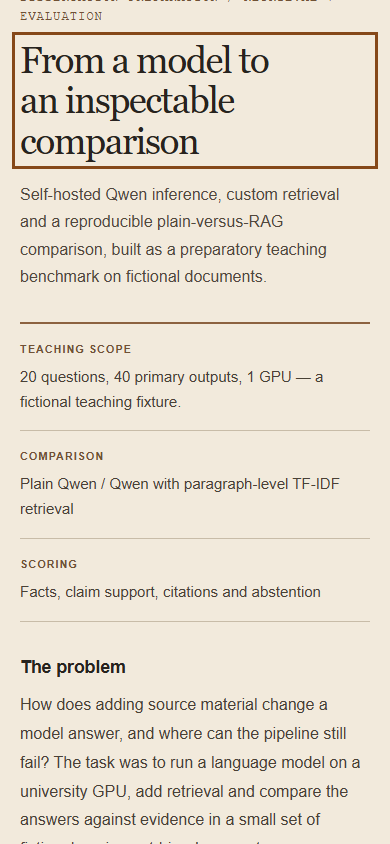 EVALUATION
From a model to
an inspectable
comparison
Self-hosted Qwen inference, custom retrieval
and a reproducible plain-versus-RAG
comparison, built as a preparatory teaching
benchmark on fictional documents.
TEACHING SCOPE
20 questions, 40 primary outputs, 1 GPU — a
fictional teaching fixture.
COMPARISON
Plain Qwen / Qwen with paragraph-level TF-IDF
retrieval
SCORING
Facts, claim support, citations and abstention
The problem
How does adding source material change a
model answer, and where can the pipeline still
fail? The task was to run a language model on a
university GPU, add retrieval and compare the
answers against evidence in a small set of